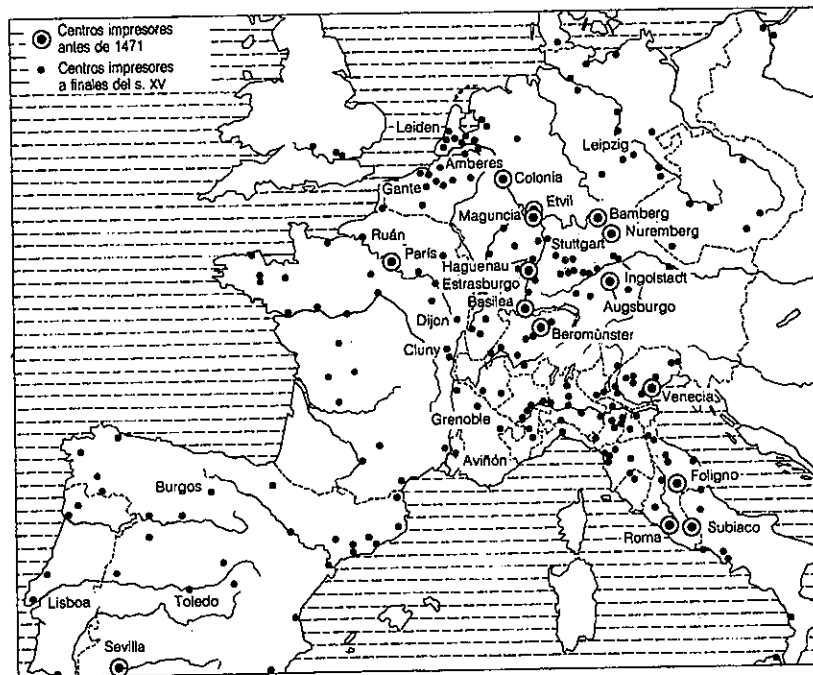 Centros impresores
antes de 1471
Centros impresores
a finales del s. XV
Leiden
Leipzig
Amberes
Colonia
Gante
Etvil
Maguncia
Bamberg
Nuremberg
Ruán
Stuttgart
París
Haguenau
Estrasburgo
Ingolstadt
Basilea
Augsburgo
Dijon
Beromünster
Cluny
Venecia
Grenoble
Aviñón
Burgos
Foligno
Roma
Subiaco
Lisboa
Toledo
Sevilla